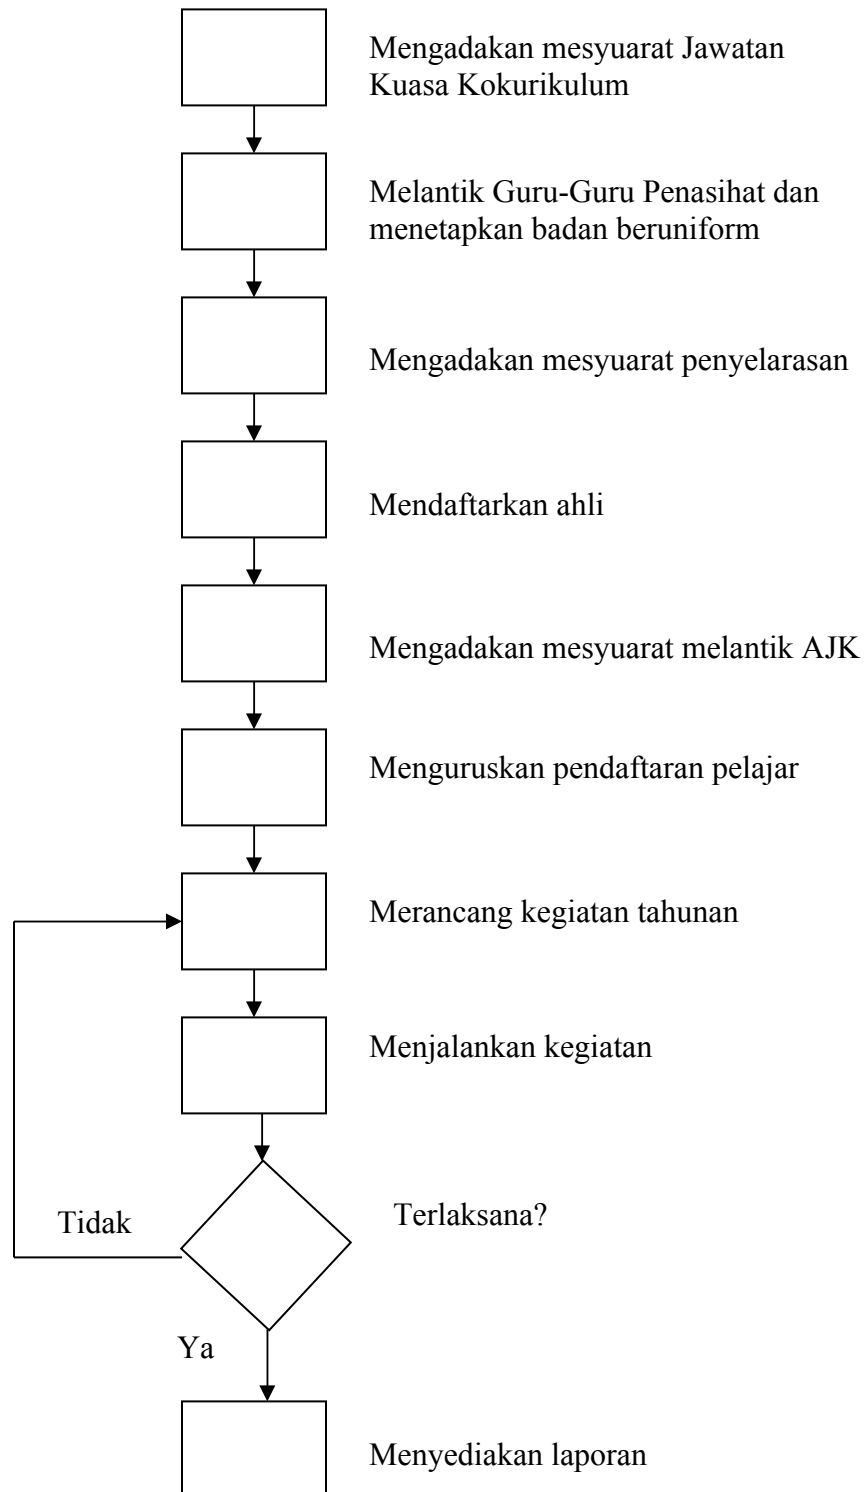 Mengadakan mesyuarat Jawatan
Kuasa Kokurikulum
Melantik Guru-Guru Penasihat dan
menetapkan badan beruniform
Mengadakan mesyuarat penyelarasan
Mendaftarkan ahli
Mengadakan mesyuarat melantik AJK
Menguruskan pendaftaran pelajar
Merancang kegiatan tahunan
Menjalankan kegiatan
Terlaksana?
Tidak
Ya
Menyediakan laporan